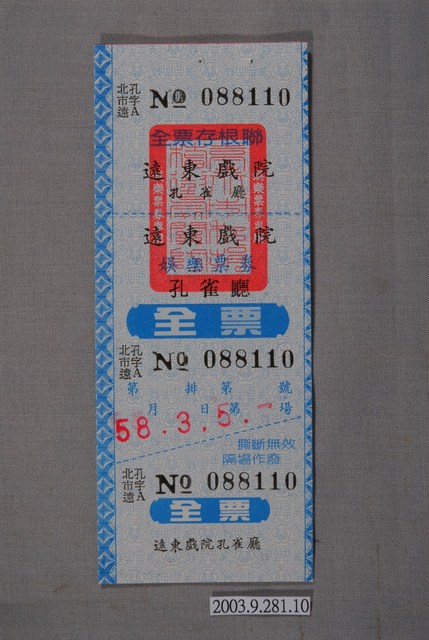 北市遠 孔字A № 088110
全票存根聯
遠東戲院
孔雀廳
遠東戲院
娛樂票券
孔雀廳
全票
北市遠 孔字A № 088110
第 排第 號
月 日第 場
58.3.5.-
撕斷無效
隔場作廢
北市遠 孔字A № 088110
全票
遠東戲院孔雀廳
2003.9.281.10